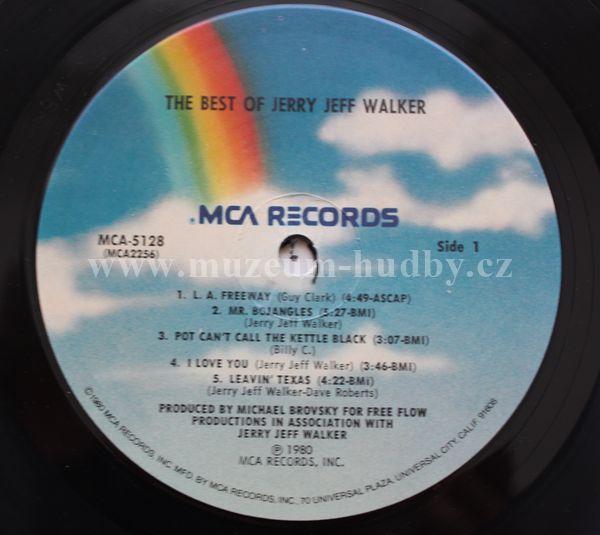 THE BEST OF JERRY JEFF WALKER
®MCA RECORDS
MCA-5128
(MCA2256)
Side 1
www.muzeum-hudby.cz
1. L. A. FREEWAY (Guy Clark) (4:49-ASCAP)
2. MR. BOJANGLES (5:27-BMI)
(Jerry Jeff Walker)
3. POT CAN'T CALL THE KETTLE BLACK (3:07-BMI)
(Billy C.)
4. I LOVE YOU (Jerry Jeff Walker) (3:46-BMI)
5. LEAVIN' TEXAS (4:22-BMI)
(Jerry Jeff Walker-Dave Roberts)
PRODUCED BY MICHAEL BROVSKY FOR FREE FLOW
PRODUCTIONS IN ASSOCIATION WITH
JERRY JEFF WALKER
℗ 1980
MCA RECORDS, INC.
©1980 MCA RECORDS, INC. MFD. BY MCA RECORDS, INC., 70 UNIVERSAL PLAZA, UNIVERSAL CITY, CALIF. 91608